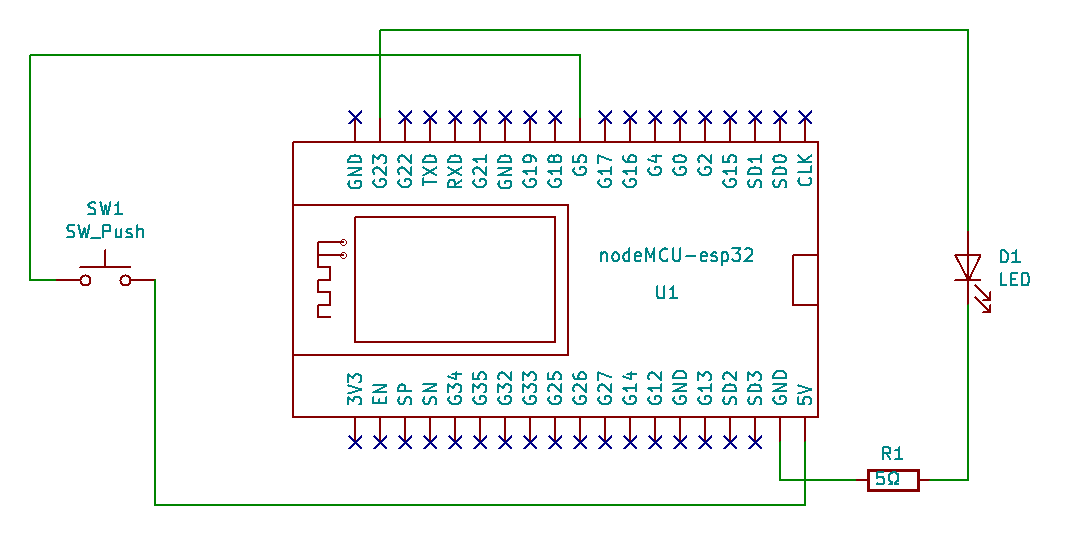 GND
G23
G22
TXD
RXD
G21
GND
G19
G18
G5
G17
G16
G4
G0
G2
G15
SD1
SD0
CLK
SW1
SW_Push
nodeMCU-esp32
U1
D1
LED
3V3
EN
SP
SN
G34
G35
G32
G33
G25
G26
G27
G14
G12
GND
G13
SD2
SD3
GND
5V
R1
5Ω